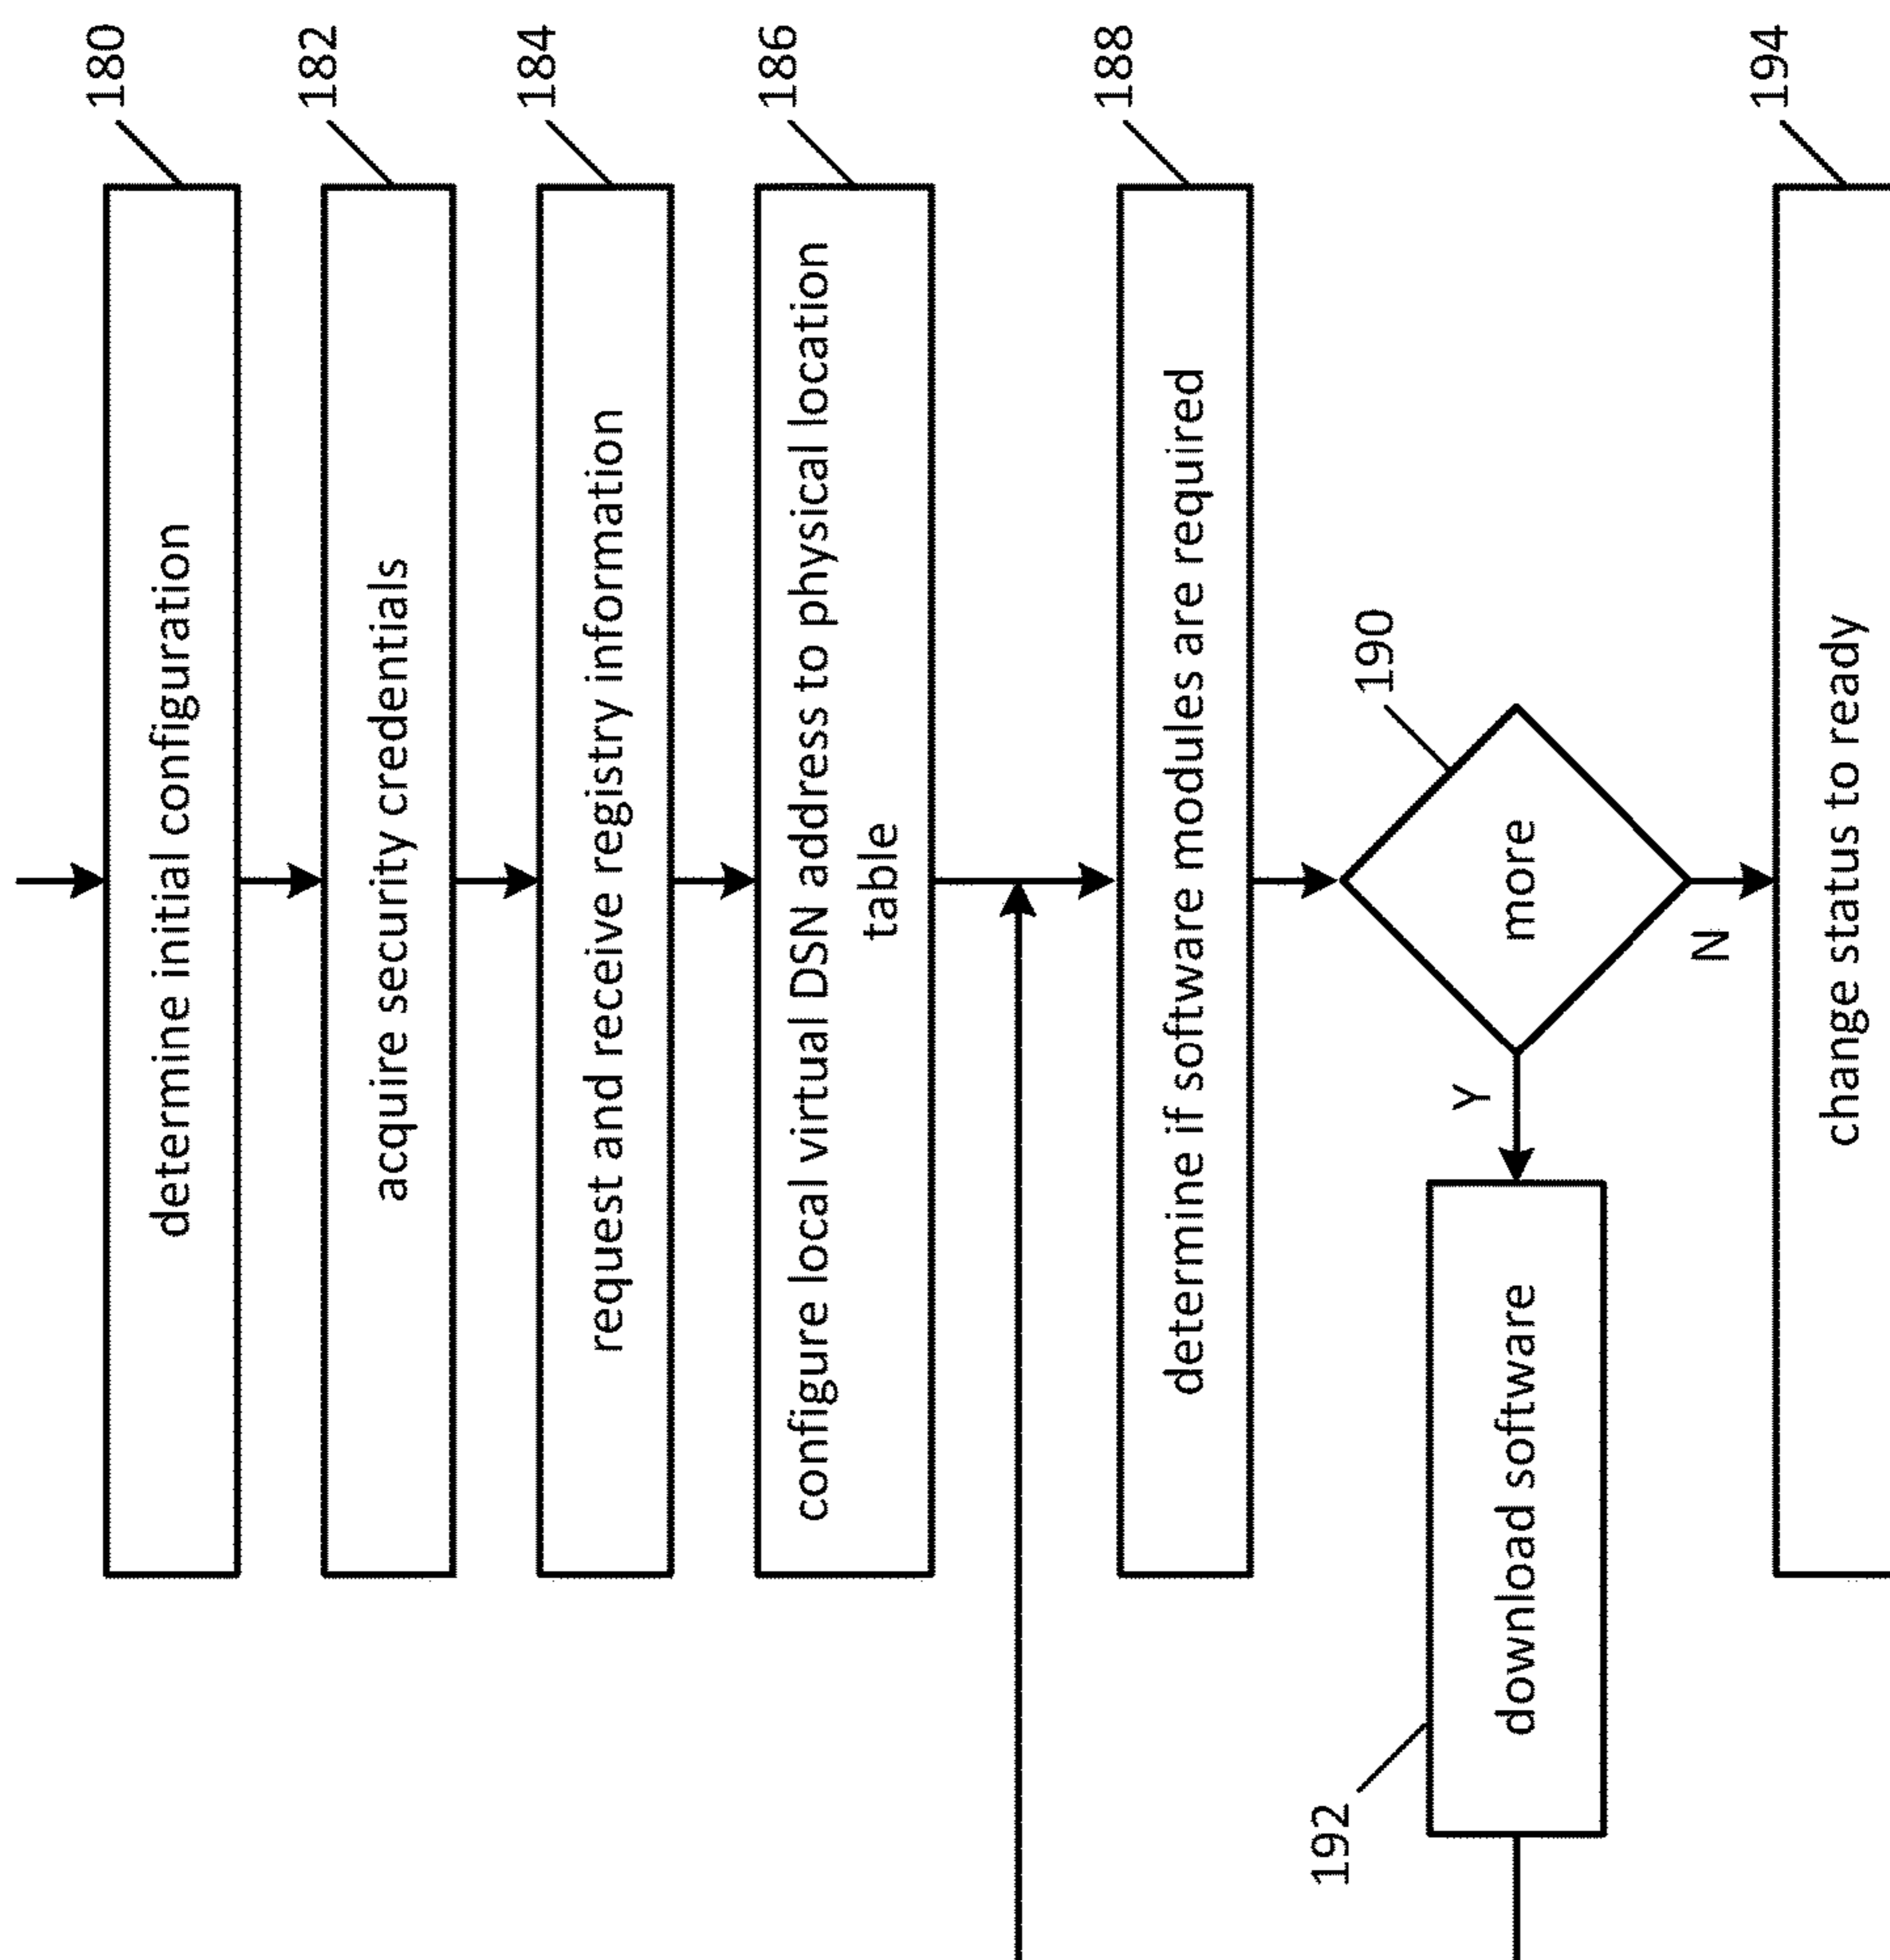 180
determine initial configuration
182
acquire security credentials
184
request and receive registry information
186
configure local virtual DSN address to physical location
table
188
determine if software modules are required
190
more
Y
192
download software
N
194
change status to ready